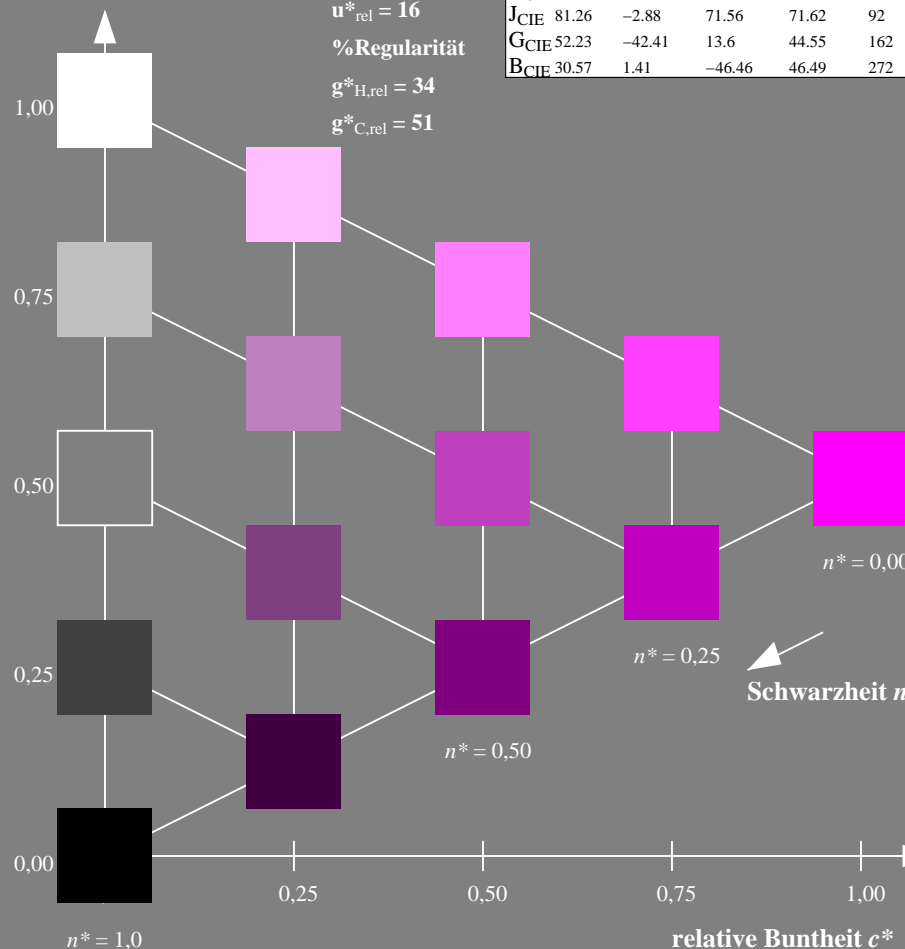 u*rel = 16
%Regularität
g*H,rel = 34
g*C,rel = 51
JCIE 81.26 −2.88 71.56 71.62 92
GCIE 52.23 −42.41 13.6 44.55 162
BCIE 30.57 1.41 −46.46 46.49 272
1,00
0,75
0,50
n* = 0,00
n* = 0,25
0,25
Schwarzheit n
n* = 0,50
0,00
0,25 0,50 0,75 1,00
n* = 1,0
relative Buntheit c*